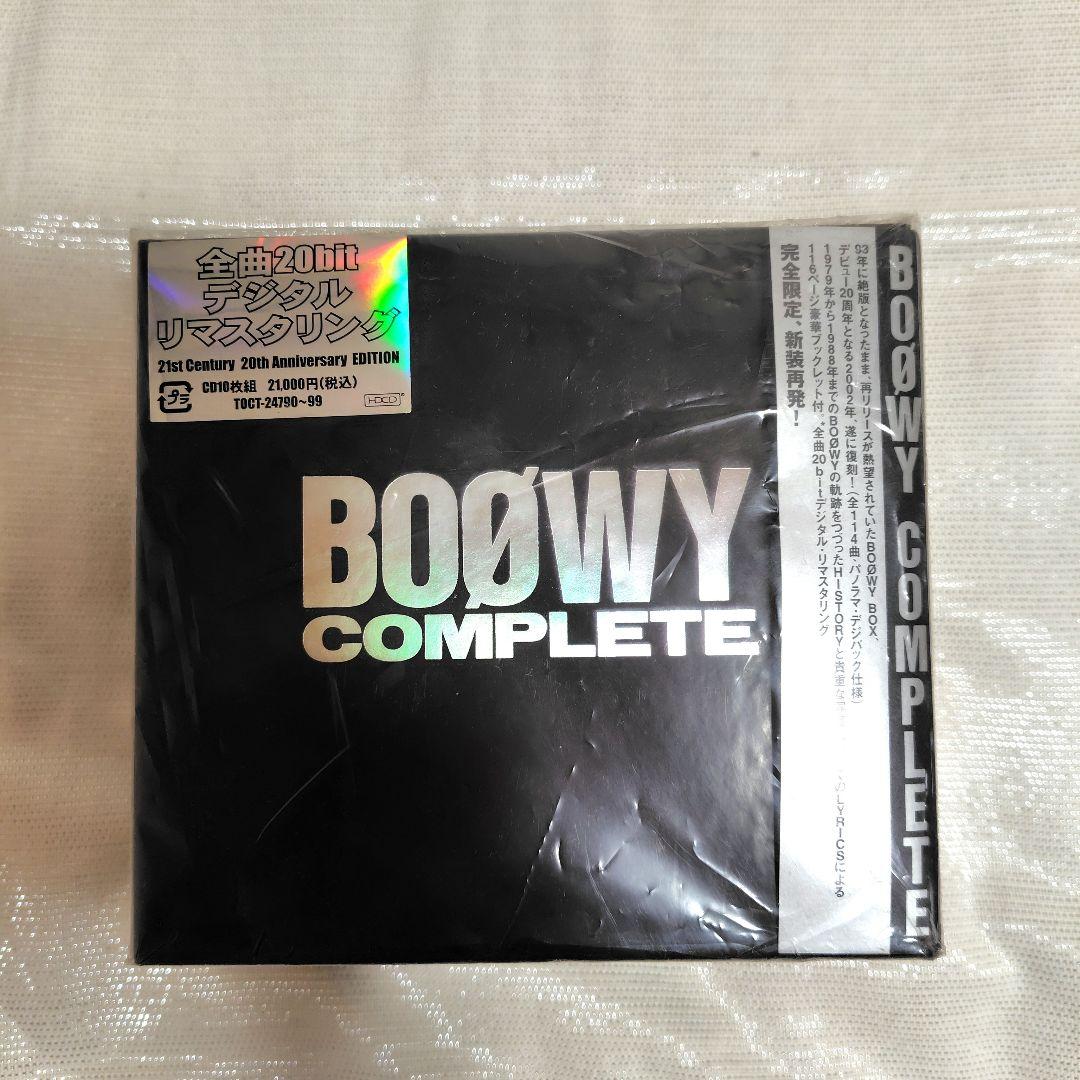 全曲20bit
デジタル
リマスタリング
21st Century 20th Anniversary EDITION
プラ
CD10枚組 21,000円(税込)
TOCT-24790~99
HDCD
BOØWY
COMPLETE
93年に絶版となったまま、再リリースが熱望されていたBOØWY BOX、
デビュー20周年となる2002年、遂に復刻!(全114曲・パノラマ・デジパック仕様)
1979年から1988年までのBOØWYの軌跡をつづったHISTORYと貴重な のLYRICSによる
116ページ豪華ブックレット付。全曲20bitデジタル・リマスタリング
完全限定、新装再発!
BOØWY COMPLETE